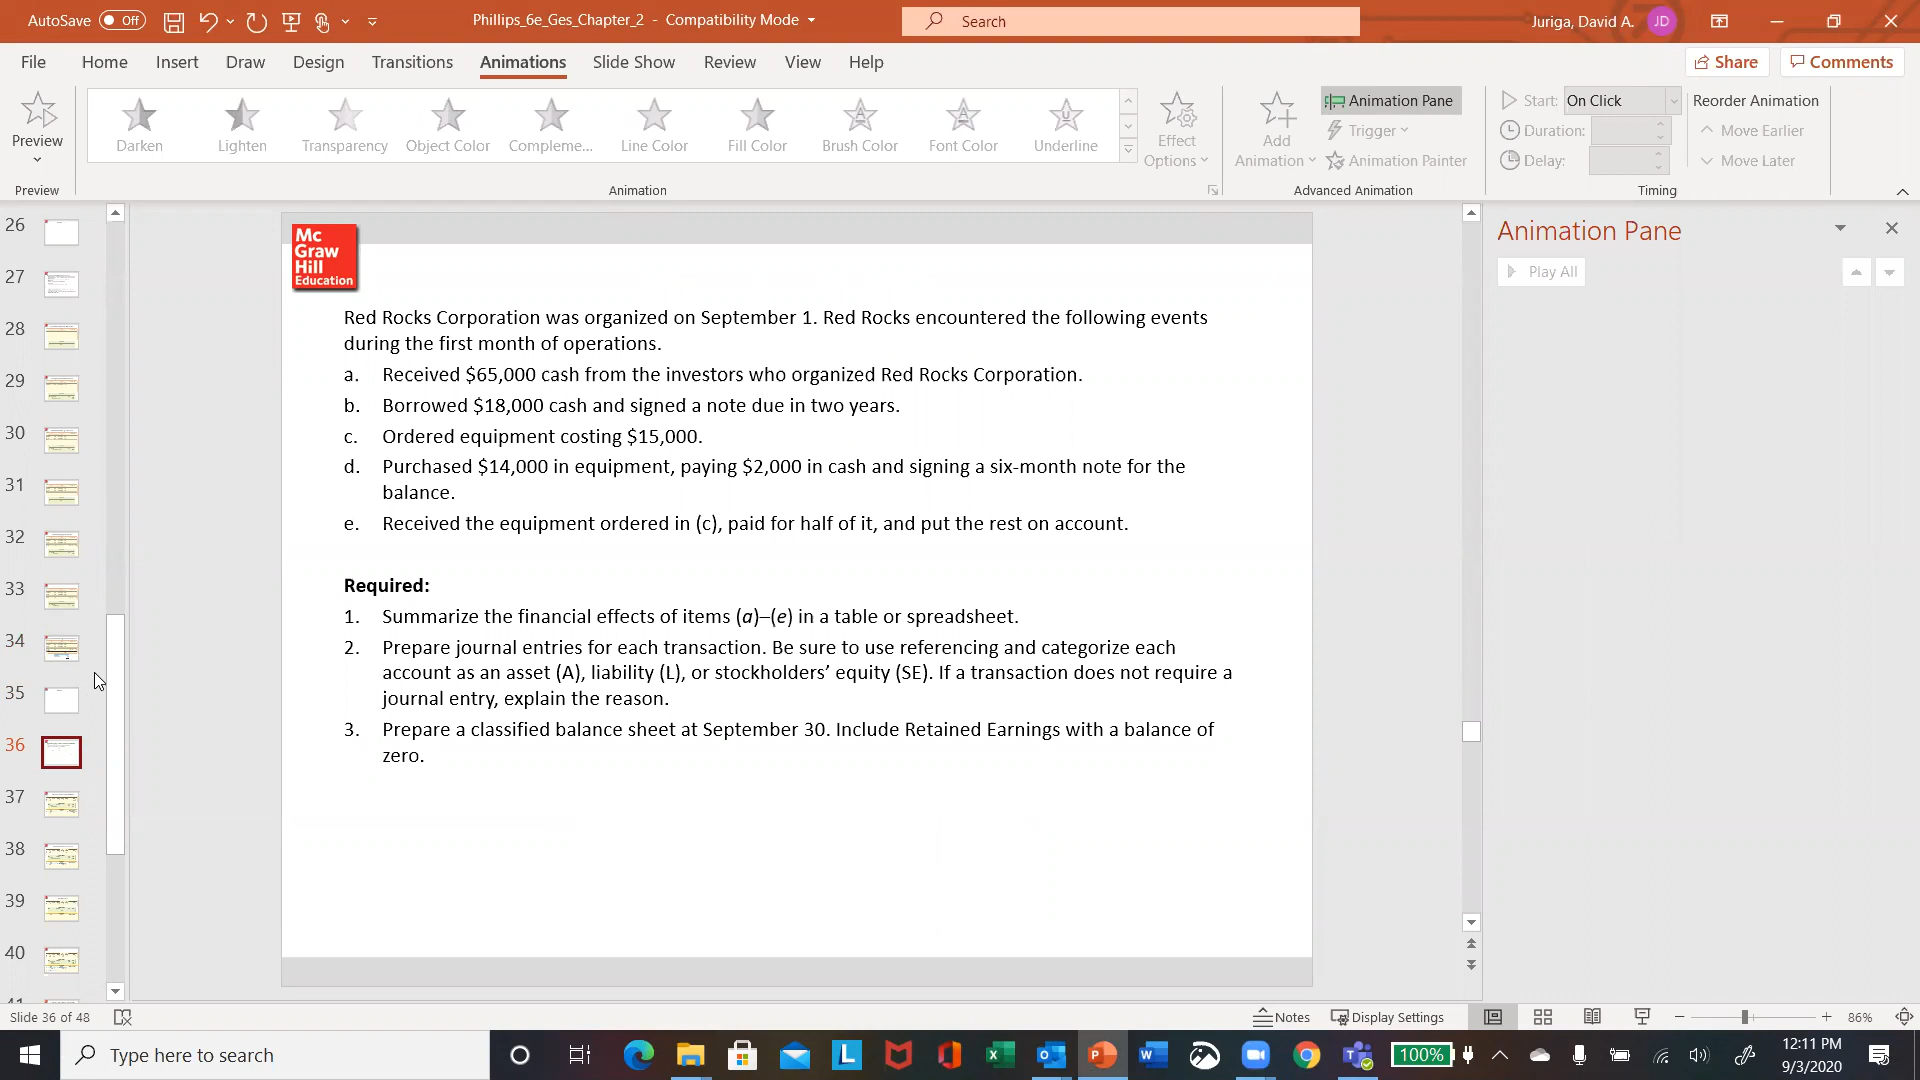 AutoSave Off
Phillips_6e_Ges_Chapter_2 - Compatibility Mode
Search
Juriga, David A. JD
File Home Insert Draw Design Transitions Animations Slide Show Review View Help
Share Comments
Preview
Darken Lighten Transparency Object Color Compleme... Line Color Fill Color Brush Color Font Color Underline
Effect Options
Add Animation
Animation Pane
Trigger
Animation Painter
Start: On Click
Duration:
Delay:
Reorder Animation
Move Earlier
Move Later
Preview Animation Advanced Animation Timing
26
27
28
29
30
31
32
33
34
35
36
37
38
39
40
41
Mc
Graw
Hill
Education
Red Rocks Corporation was organized on September 1. Red Rocks encountered the following events
during the first month of operations.
a. Received $65,000 cash from the investors who organized Red Rocks Corporation.
b. Borrowed $18,000 cash and signed a note due in two years.
c. Ordered equipment costing $15,000.
d. Purchased $14,000 in equipment, paying $2,000 in cash and signing a six-month note for the
balance.
e. Received the equipment ordered in (c), paid for half of it, and put the rest on account.
Required:
1. Summarize the financial effects of items (a)–(e) in a table or spreadsheet.
2. Prepare journal entries for each transaction. Be sure to use referencing and categorize each
account as an asset (A), liability (L), or stockholders’ equity (SE). If a transaction does not require a
journal entry, explain the reason.
3. Prepare a classified balance sheet at September 30. Include Retained Earnings with a balance of
zero.
Animation Pane
Play All
Slide 36 of 48
Notes Display Settings
86%
Type here to search
100%
12:11 PM
9/3/2020